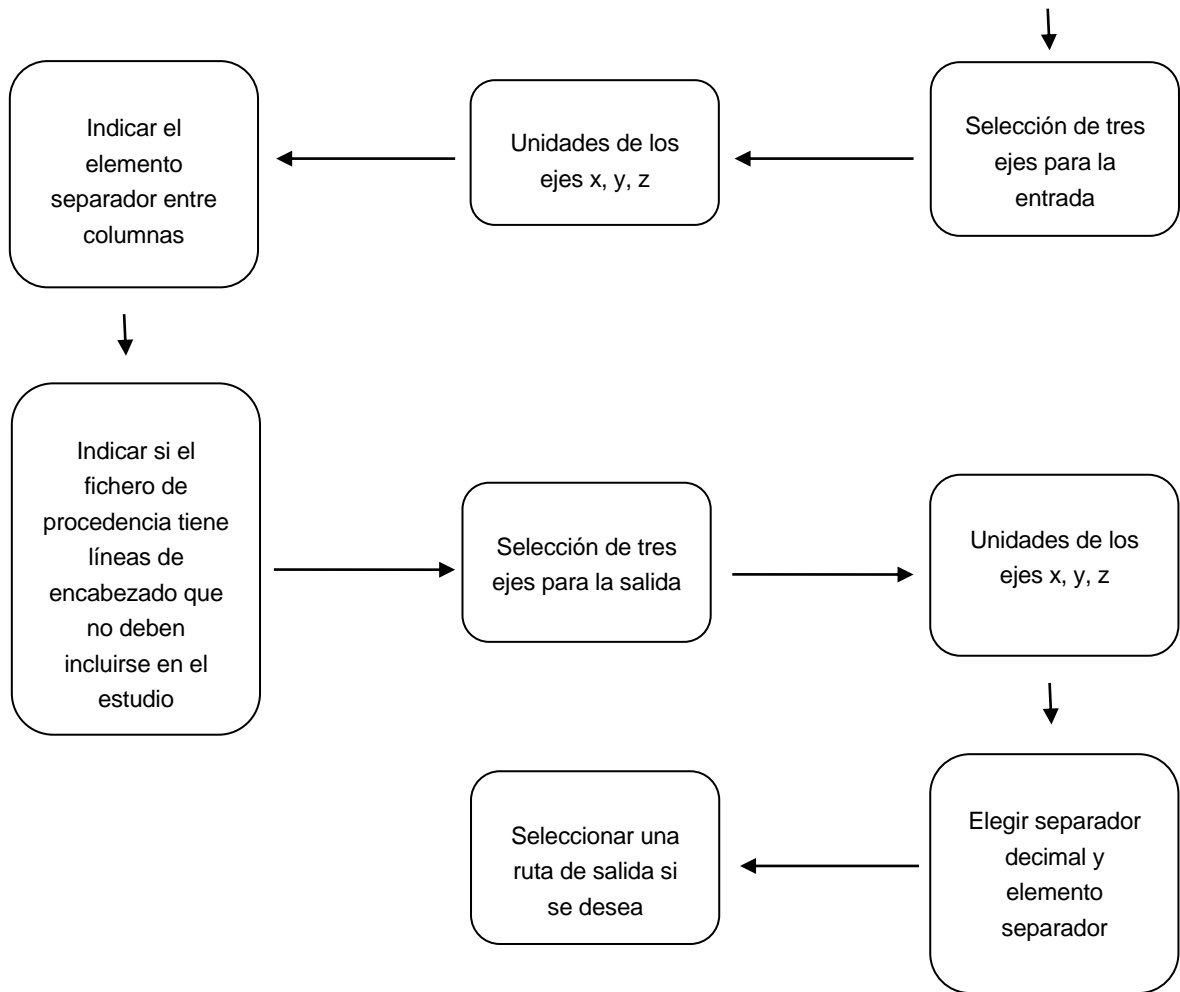 Selección de tres
ejes para la
entrada
Unidades de los
ejes x, y, z
Indicar el
elemento
separador entre
columnas
Indicar si el
fichero de
procedencia tiene
líneas de
encabezado que
no deben
incluirse en el
estudio
Selección de tres
ejes para la salida
Unidades de los
ejes x, y, z
Elegir separador
decimal y
elemento
separador
Seleccionar una
ruta de salida si
se desea